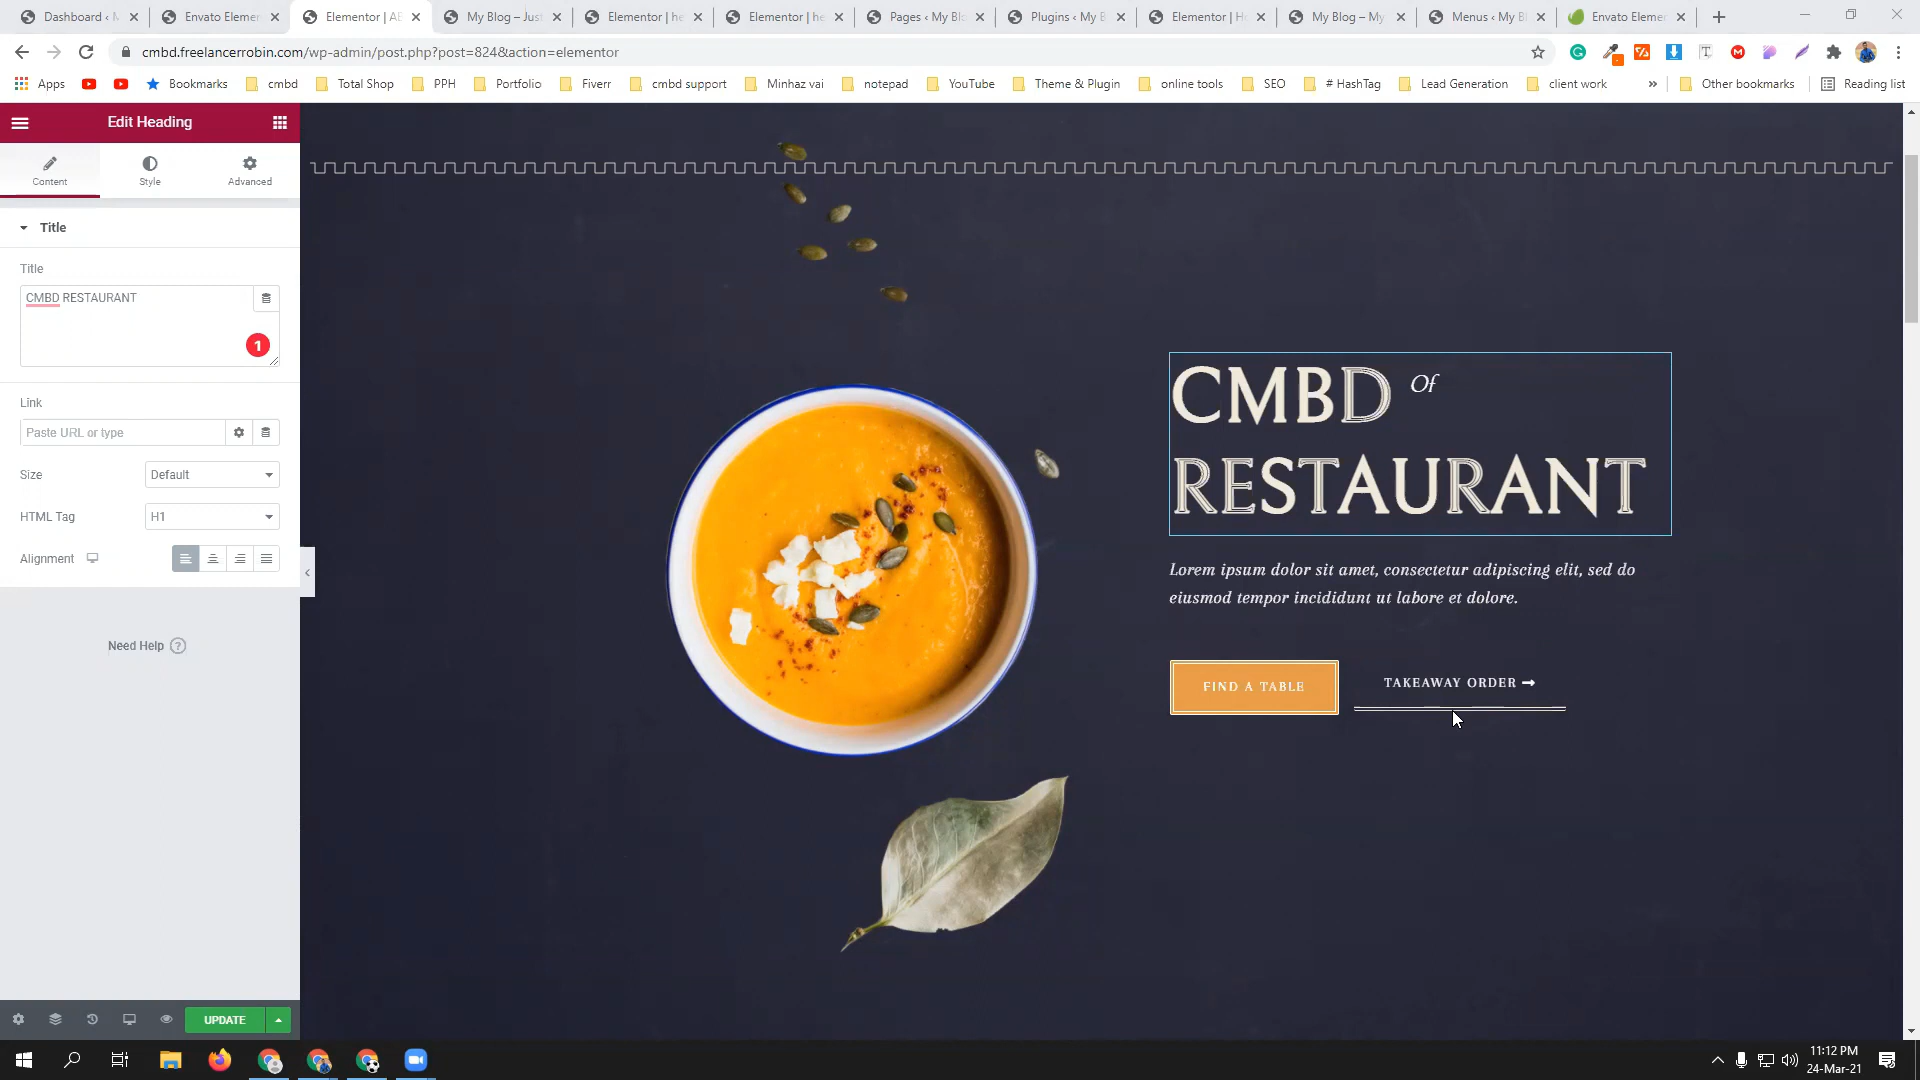 Dashboard ‹ M
Envato Elemen
Elementor | AB
My Blog – Just
Elementor | he
Elementor | he
Pages ‹ My Blo
Plugins ‹ My B
Elementor | Ho
My Blog – My
Menus ‹ My Bl
Envato Elemen
cmbd.freelancerrobin.com/wp-admin/post.php?post=824&action=elementor
Apps
Bookmarks
cmbd
Total Shop
PPH
Portfolio
Fiverr
cmbd support
Minhaz vai
notepad
YouTube
Theme & Plugin
online tools
SEO
# HashTag
Lead Generation
client work
»
Other bookmarks
Reading list
Edit Heading
Content
Style
Advanced
Title
Title
CMBD RESTAURANT
1
Link
Paste URL or type
Size
Default
HTML Tag
H1
Alignment
Need Help ?
UPDATE
CMBD Of
RESTAURANT
Lorem ipsum dolor sit amet, consectetur adipiscing elit, sed do
eiusmod tempor incididunt ut labore et dolore.
FIND A TABLE
TAKEAWAY ORDER
11:12 PM
24-Mar-21